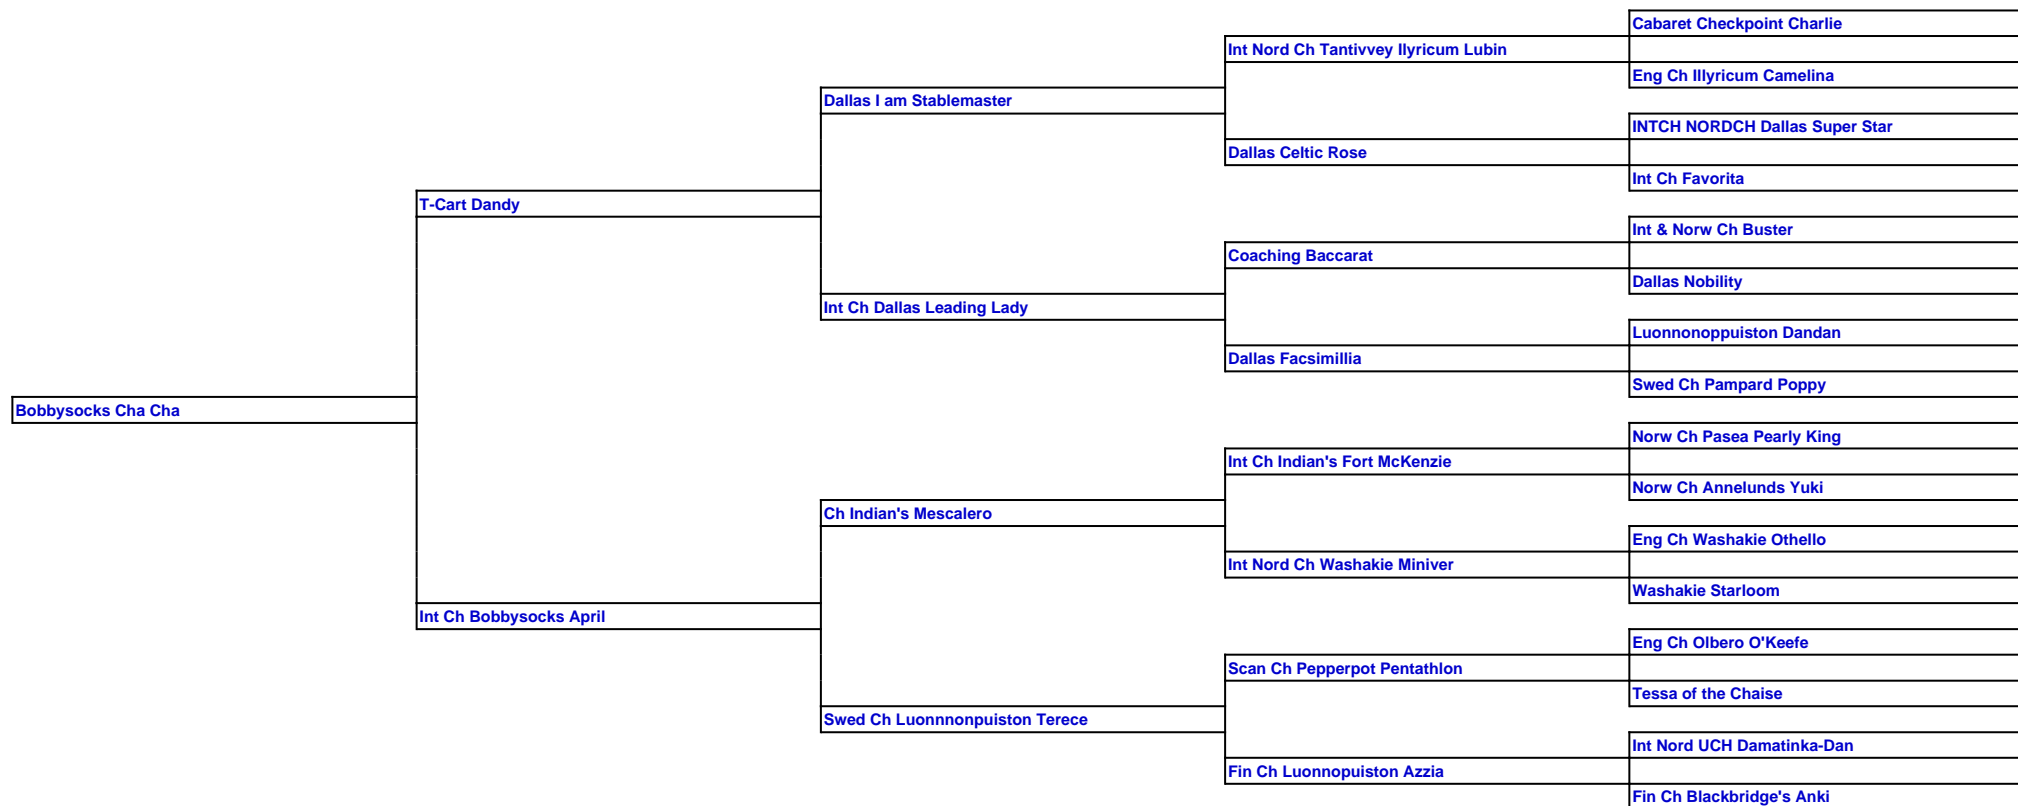 Cabaret Checkpoint Charlie
Int Nord Ch Tantivvey Ilyricum Lubin
Eng Ch Illyricum Camelina
Dallas I am Stablemaster
INTCH NORDCH Dallas Super Star
Dallas Celtic Rose
Int Ch Favorita
T-Cart Dandy
Int & Norw Ch Buster
Coaching Baccarat
Dallas Nobility
Int Ch Dallas Leading Lady
Luonnonoppuiston Dandan
Dallas Facsimillia
Swed Ch Pampard Poppy
Bobbysocks Cha Cha
Norw Ch Pasea Pearly King
Int Ch Indian's Fort McKenzie
Norw Ch Annelunds Yuki
Ch Indian's Mescalero
Eng Ch Washakie Othello
Int Nord Ch Washakie Miniver
Washakie Starloom
Int Ch Bobbysocks April
Eng Ch Olbero O'Keefe
Scan Ch Pepperpot Pentathlon
Tessa of the Chaise
Swed Ch Luonnnonpuiston Terece
Int Nord UCH Damatinka-Dan
Fin Ch Luonnopuiston Azzia
Fin Ch Blackbridge's Anki